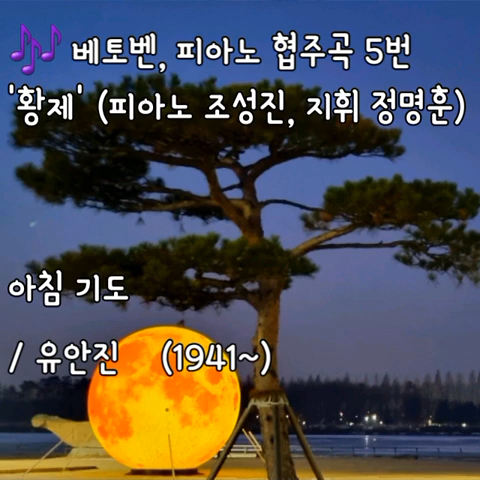 🎶 베토벤, 피아노 협주곡 5번
'황제' (피아노 조성진, 지휘 정명훈)
아침 기도
/ 유안진 (1941~)